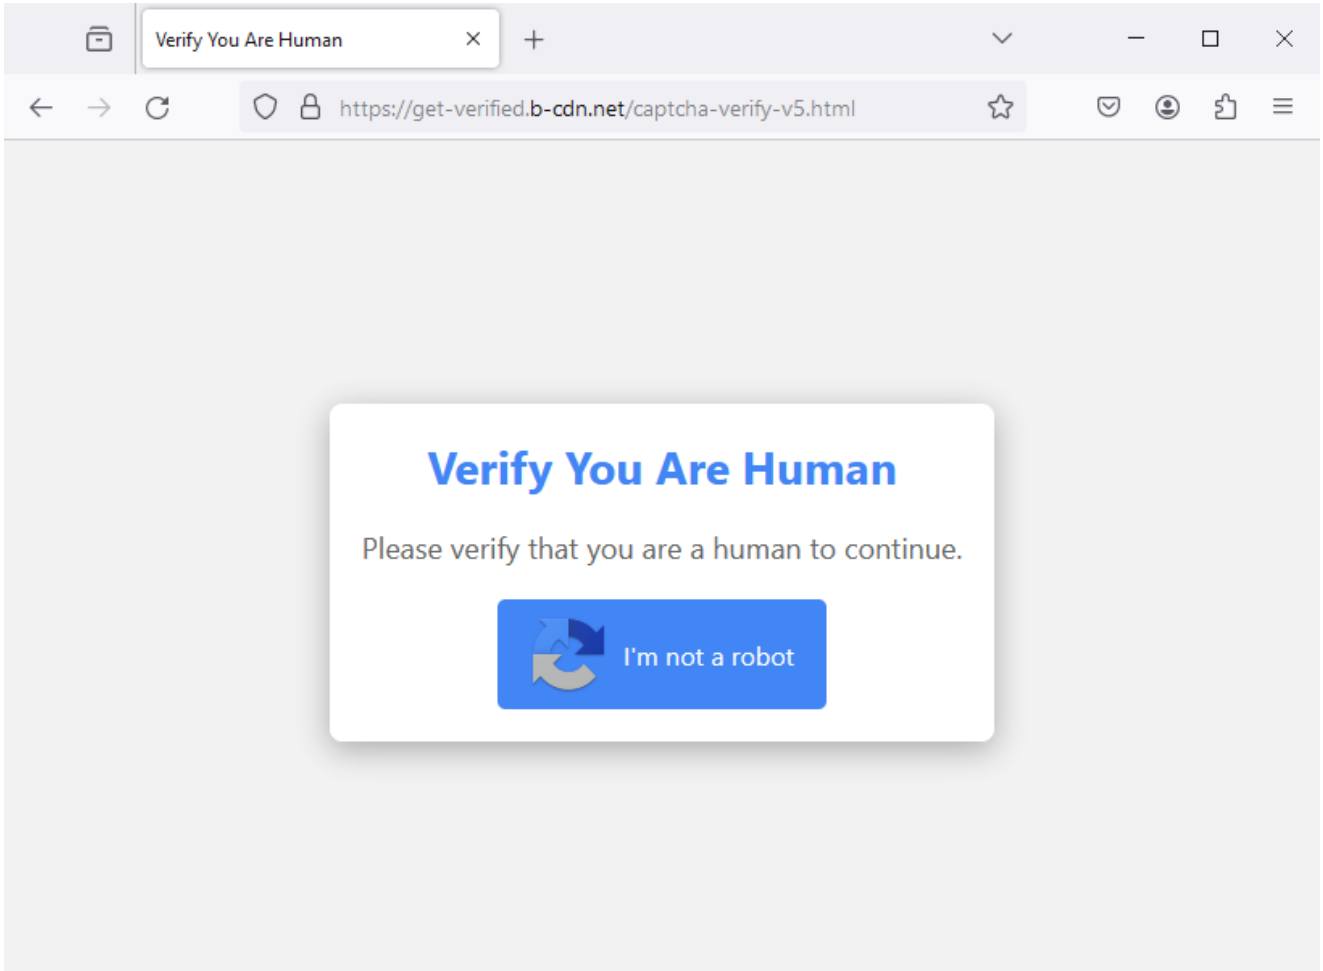 Verify You Are Human
https://get-verified.b-cdn.net/captcha-verify-v5.html
Verify You Are Human
Please verify that you are a human to continue.
I'm not a robot